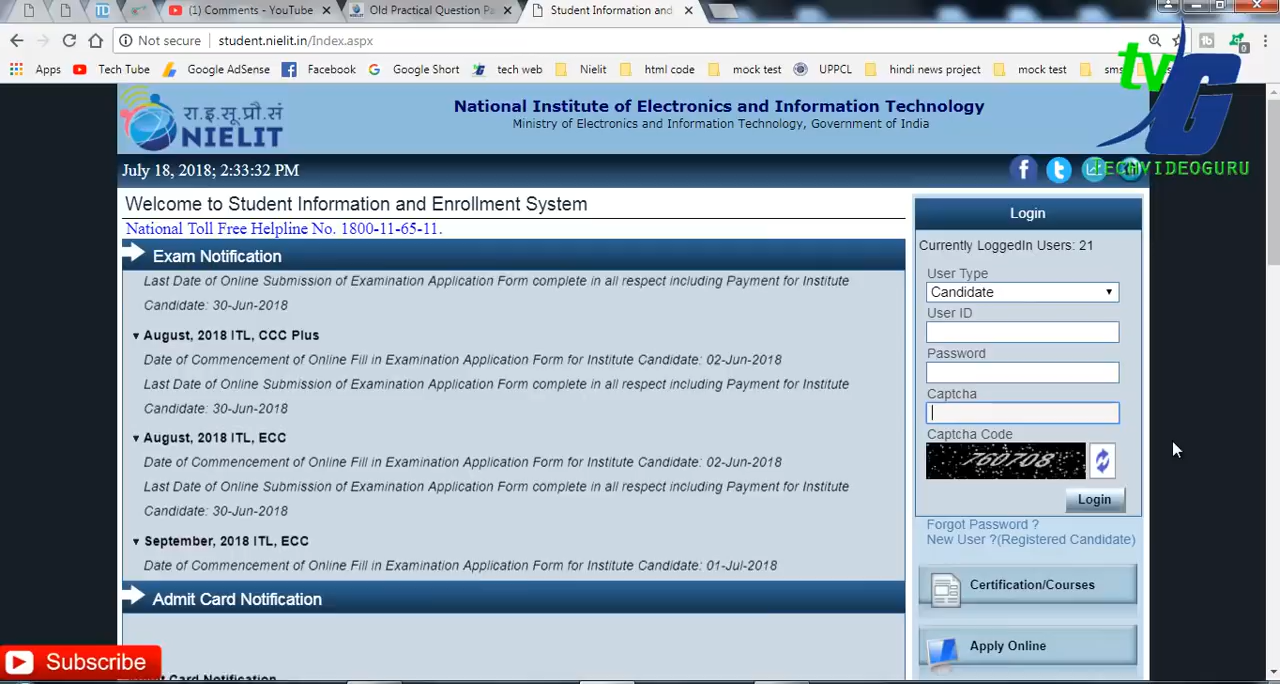 (1) Comments - YouTube
Old Practical Question Pa
Student Information and
Not secure student.nielit.in/Index.aspx
Apps Tech Tube Google AdSense Facebook Google Short tech web Nielit html code mock test UPPCL hindi news project mock test sms
tv
G
TECHVIDEOGURU
रा.इ.सू.प्रौ.सं
NIELIT
National Institute of Electronics and Information Technology
Ministry of Electronics and Information Technology, Government of India
July 18, 2018; 2:33:32 PM
Welcome to Student Information and Enrollment System
National Toll Free Helpline No. 1800-11-65-11.
Exam Notification
Last Date of Online Submission of Examination Application Form complete in all respect including Payment for Institute
Candidate: 30-Jun-2018
August, 2018 ITL, CCC Plus
Date of Commencement of Online Fill in Examination Application Form for Institute Candidate: 02-Jun-2018
Last Date of Online Submission of Examination Application Form complete in all respect including Payment for Institute
Candidate: 30-Jun-2018
August, 2018 ITL, ECC
Date of Commencement of Online Fill in Examination Application Form for Institute Candidate: 02-Jun-2018
Last Date of Online Submission of Examination Application Form complete in all respect including Payment for Institute
Candidate: 30-Jun-2018
September, 2018 ITL, ECC
Date of Commencement of Online Fill in Examination Application Form for Institute Candidate: 01-Jul-2018
Admit Card Notification
Card Notification
Login
Currently LoggedIn Users: 21
User Type
Candidate
User ID
Password
Captcha
Captcha Code
760708
Login
Forgot Password ?
New User ?(Registered Candidate)
Certification/Courses
Apply Online
Subscribe